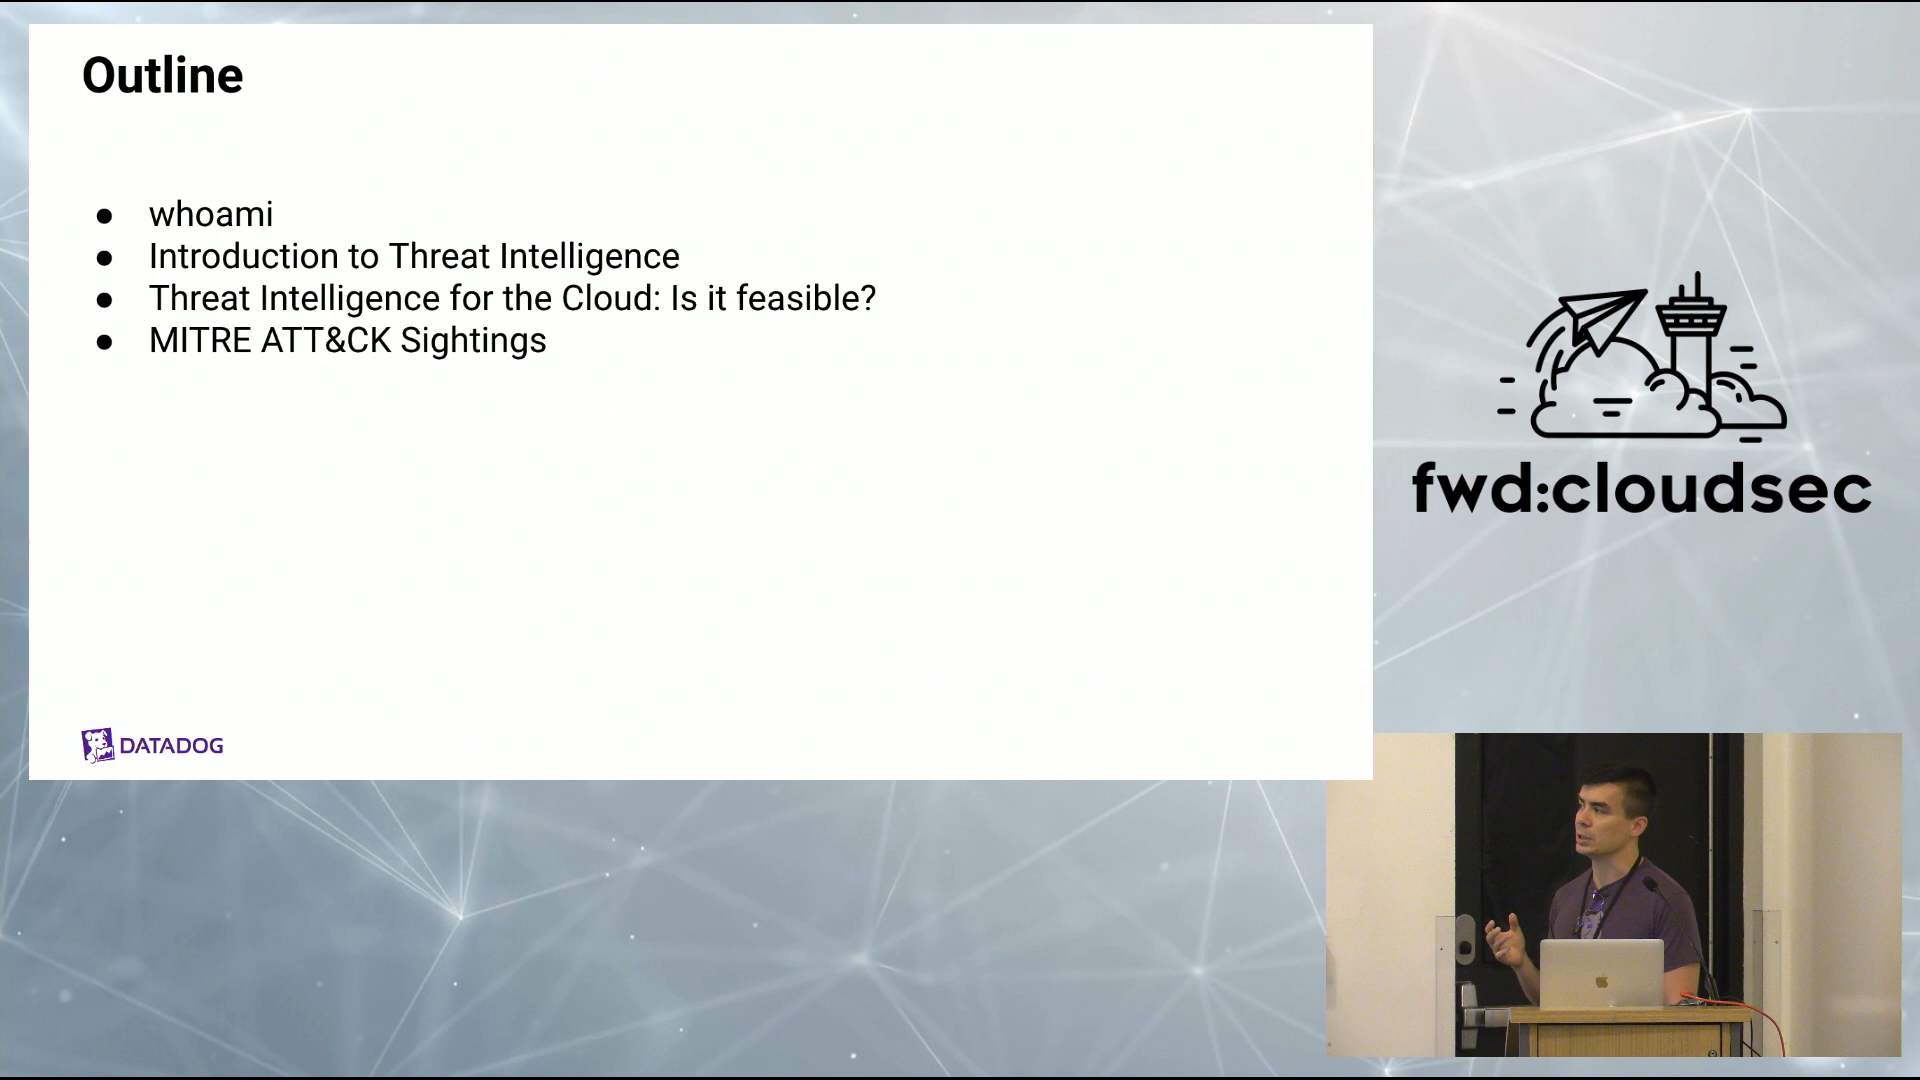 Outline
● whoami
● Introduction to Threat Intelligence
● Threat Intelligence for the Cloud: Is it feasible?
● MITRE ATT&CK Sightings
DATADOG
fwd:cloudsec